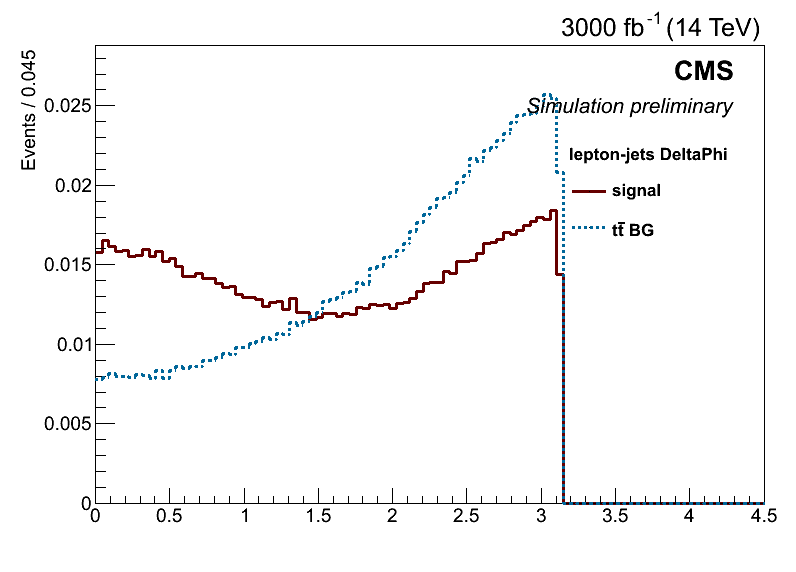 3000 fb⁻¹ (14 TeV)
CMS
Simulation preliminary
Events / 0.045
lepton-jets DeltaPhi
signal
tt̄ BG
0.025
0.02
0.015
0.01
0.005
0
0 0.5 1 1.5 2 2.5 3 3.5 4 4.5